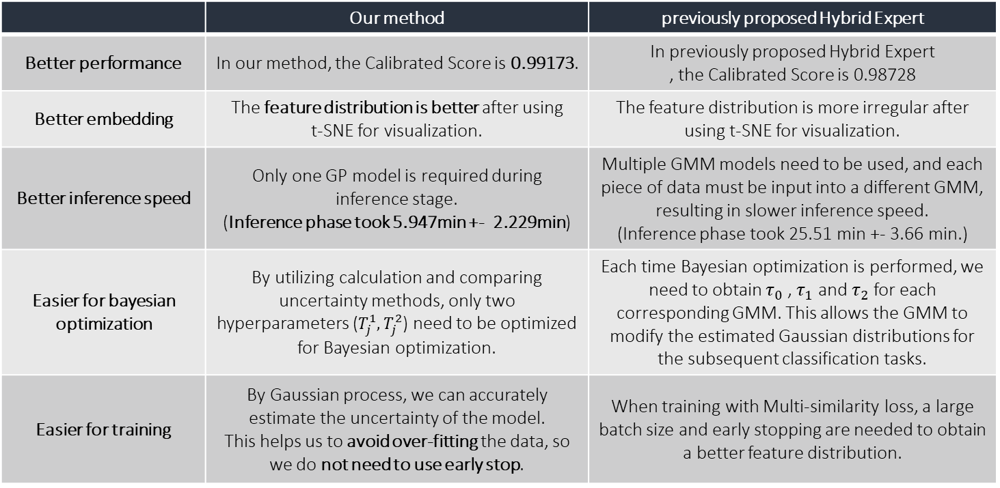 Our method
previously proposed Hybrid Expert
Better performance
In our method, the Calibrated Score is 0.99173.
In previously proposed Hybrid Expert
, the Calibrated Score is 0.98728
Better embedding
The feature distribution is better after using
t-SNE for visualization.
The feature distribution is more irregular after
using t-SNE for visualization.
Better inference speed
Only one GP model is required during
inference stage.
(Inference phase took 5.947min +- 2.229min)
Multiple GMM models need to be used, and each
piece of data must be input into a different GMM,
resulting in slower inference speed.
(Inference phase took 25.51 min +- 3.66 min.)
Easier for bayesian
optimization
By utilizing calculation and comparing
uncertainty methods, only two
hyperparameters (𝑇ⱼ¹, 𝑇ⱼ²) need to be optimized
for Bayesian optimization.
Each time Bayesian optimization is performed, we
need to obtain 𝝉₀ , 𝝉₁ and 𝝉₂ for each
corresponding GMM. This allows the GMM to
modify the estimated Gaussian distributions for
the subsequent classification tasks.
Easier for training
By Gaussian process, we can accurately
estimate the uncertainty of the model.
This helps us to avoid over-fitting the data, so
we do not need to use early stop.
When training with Multi-similarity loss, a large
batch size and early stopping are needed to obtain
a better feature distribution.